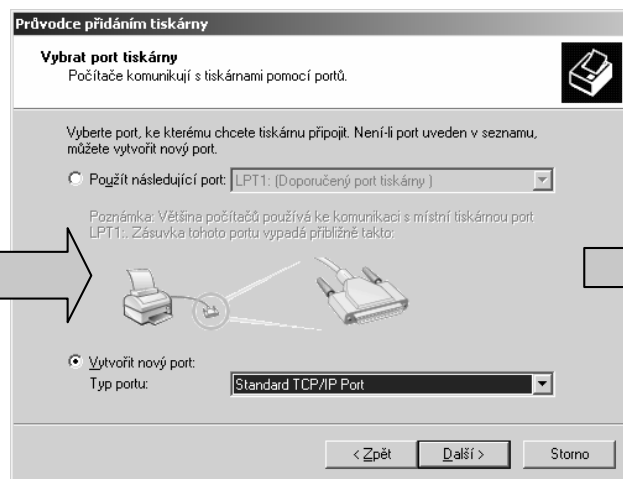 Průvodce přidáním tiskárny
Vybrat port tiskárny
Počítače komunikují s tiskárnami pomocí portů.
Vyberte port, ke kterému chcete tiskárnu připojit. Není-li port uveden v seznamu,
můžete vytvořit nový port.
Použít následující port: LPT1: (Doporučený port tiskárny )
Poznámka: Většina počítačů používá ke komunikaci s místní tiskárnou port
LPT1:. Zásuvka tohoto portu vypadá přibližně takto:
Vytvořit nový port:
Typ portu: Standard TCP/IP Port
< Zpět Další > Storno